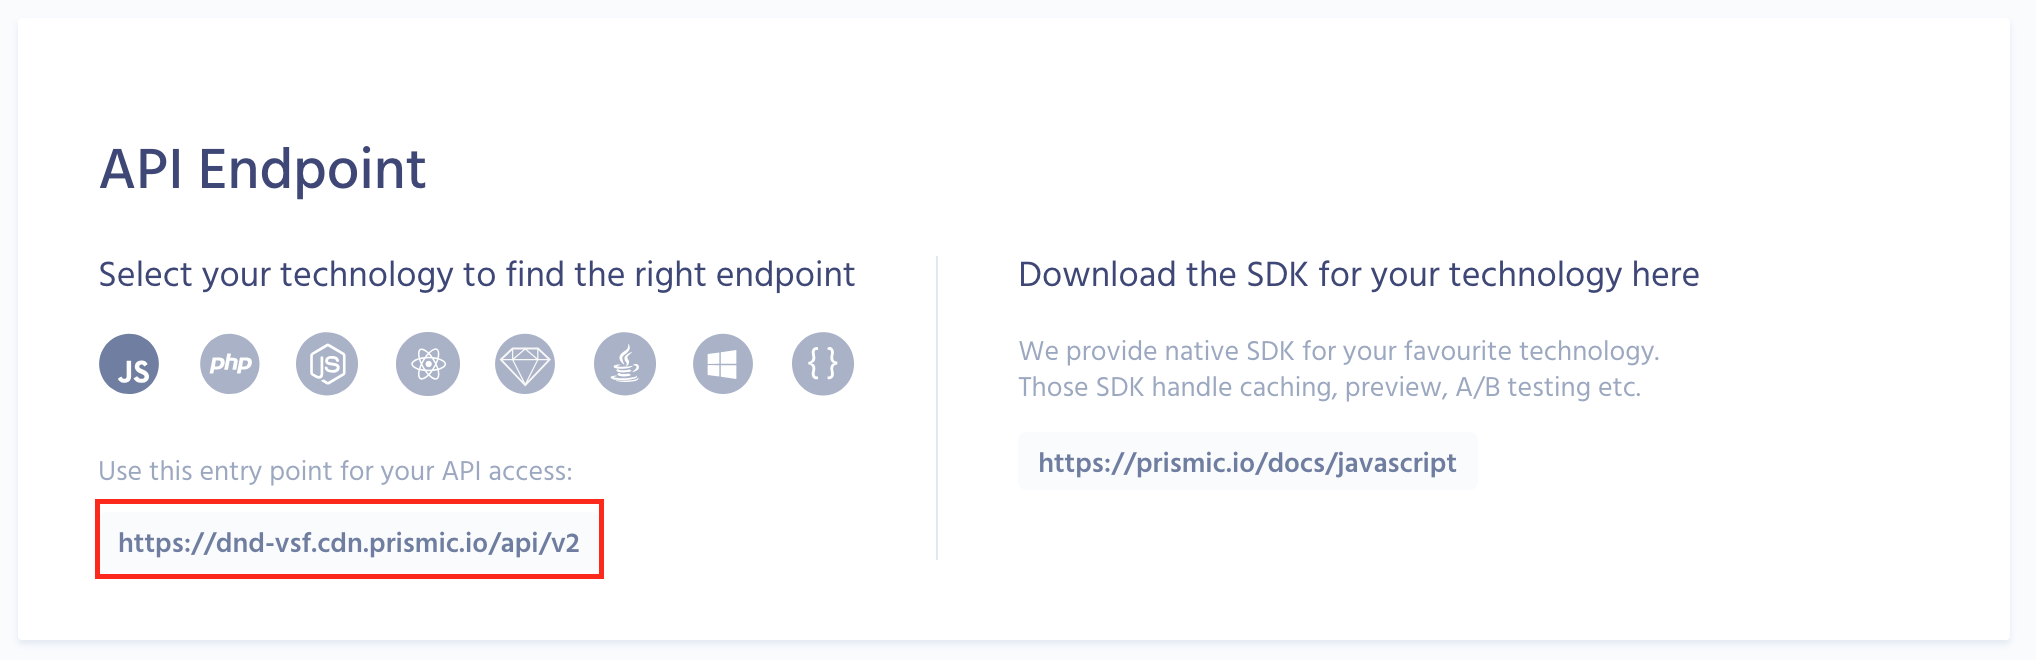 API Endpoint
Select your technology to find the right endpoint
JS
php
JS
{}
Use this entry point for your API access:
https://dnd-vsf.cdn.prismic.io/api/v2
Download the SDK for your technology here
We provide native SDK for your favourite technology.
Those SDK handle caching, preview, A/B testing etc.
https://prismic.io/docs/javascript